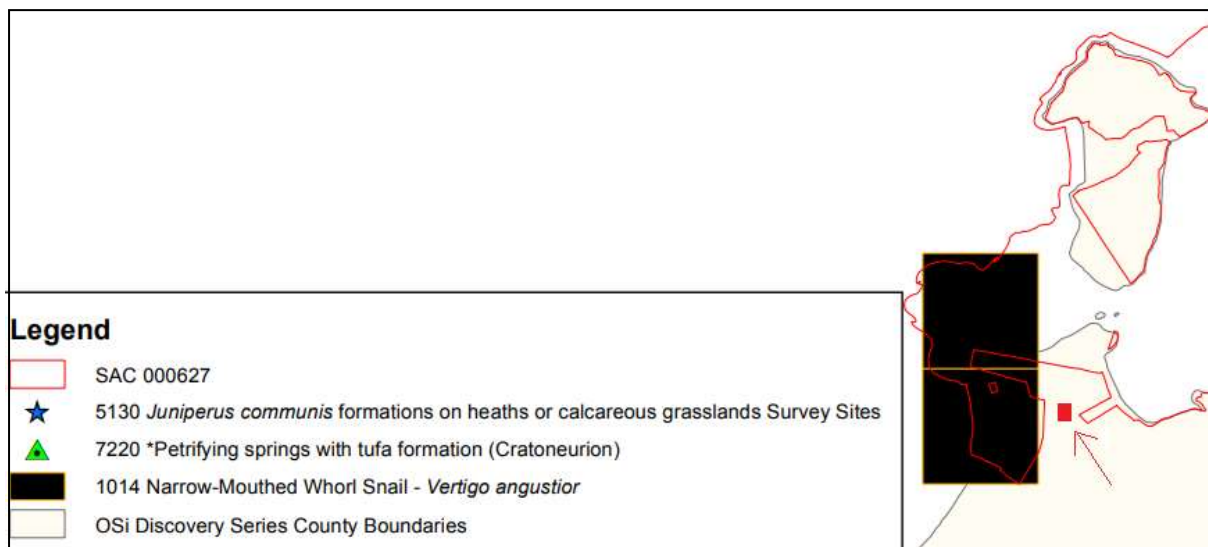 Legend
SAC 000627
5130 Juniperus communis formations on heaths or calcareous grasslands Survey Sites
7220 *Petrifying springs with tufa formation (Cratoneurion)
1014 Narrow-Mouthed Whorl Snail - Vertigo angustior
OSi Discovery Series County Boundaries